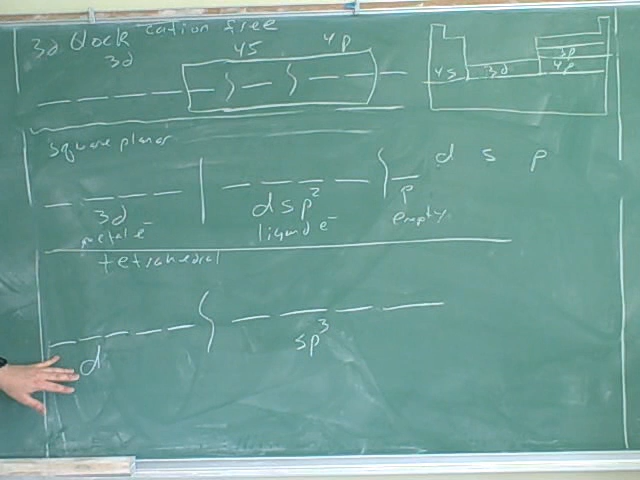 3d block cation free
3d 4s 4p
4s 3d 5p
4p
square planar
d s p
3d dsp² p
metal e⁻ ligand e⁻ empty
tetrahedral
d sp³